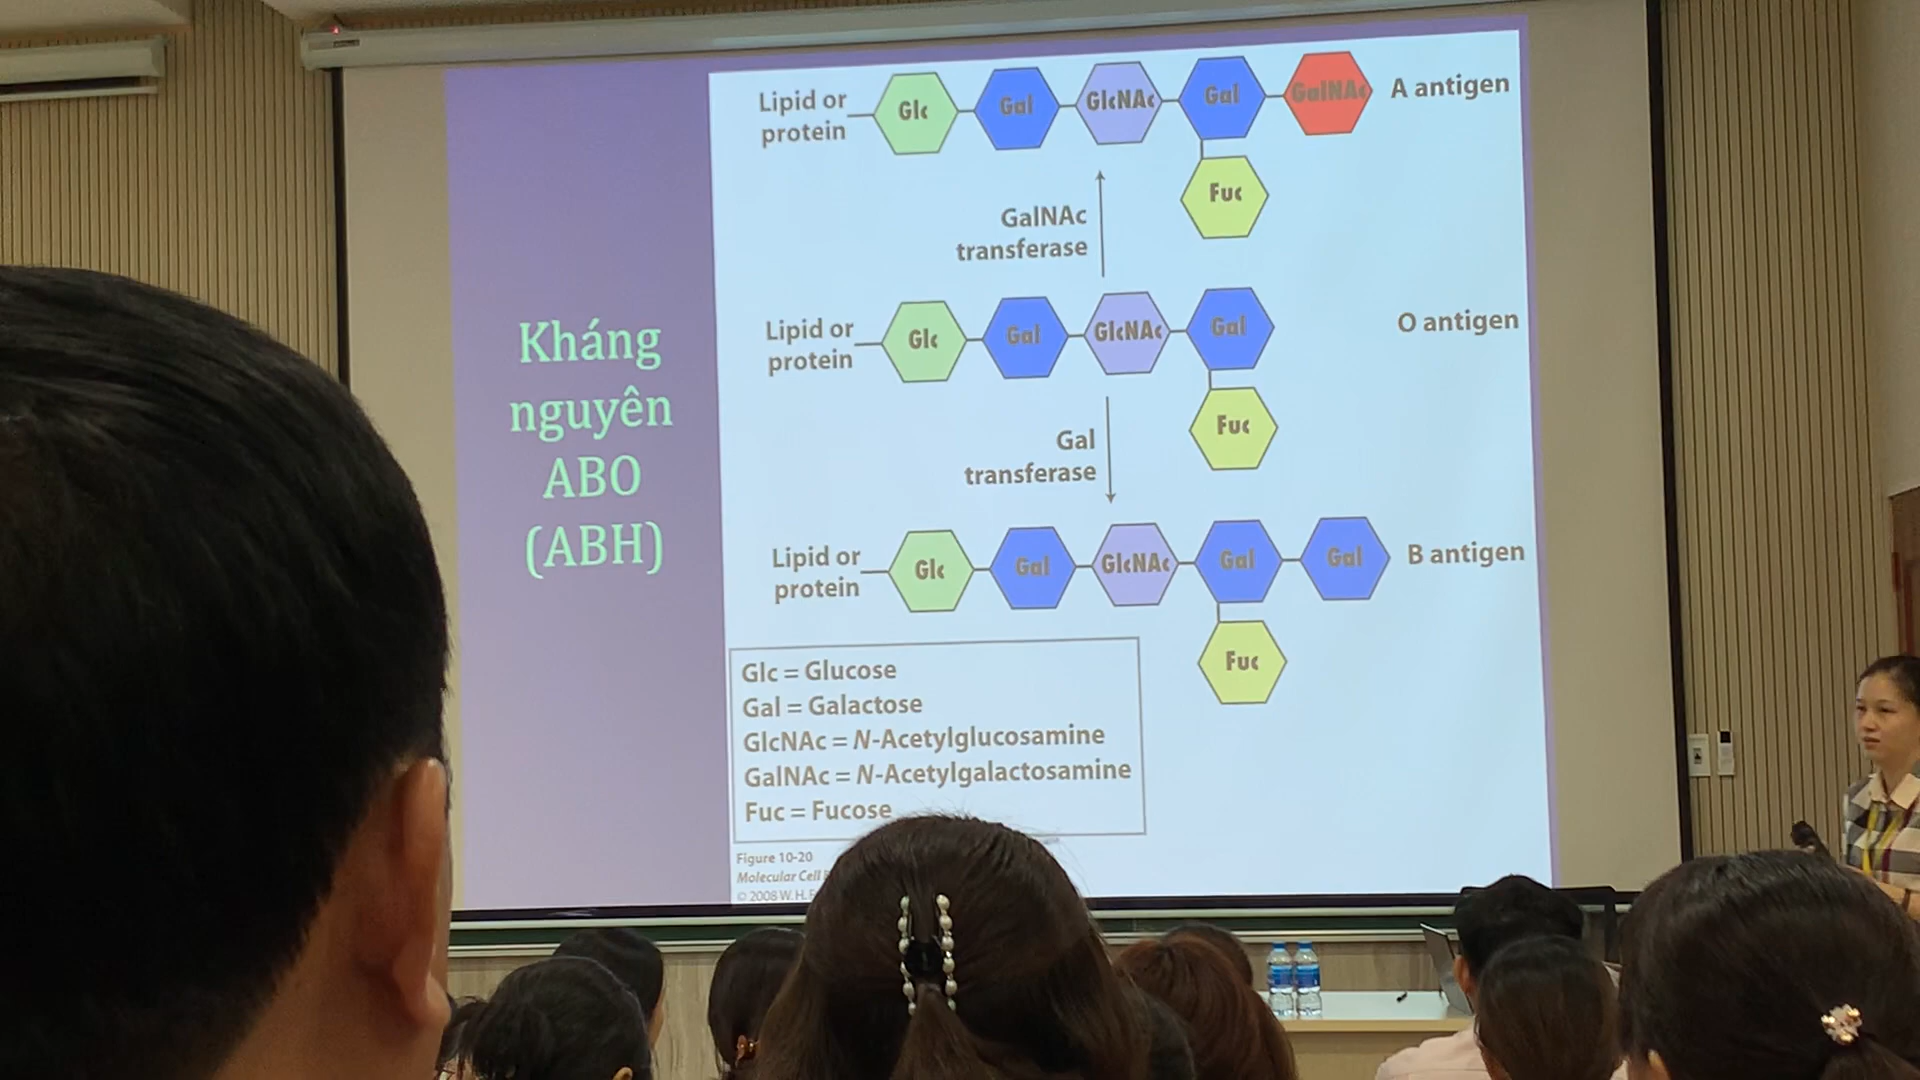 Kháng
nguyên
ABO
(ABH)
Lipid or
protein
Glc
Gal
GlcNAc
Gal
GalNAc
A antigen
Fuc
GalNAc
transferase
Lipid or
protein
Glc
Gal
GlcNAc
Gal
O antigen
Fuc
Gal
transferase
Lipid or
protein
Glc
Gal
GlcNAc
Gal
Gal
B antigen
Fuc
Glc = Glucose
Gal = Galactose
GlcNAc = N-Acetylglucosamine
GalNAc = N-Acetylgalactosamine
Fuc = Fucose
Figure 10-20
Molecular Cell
© 2008 W. H.